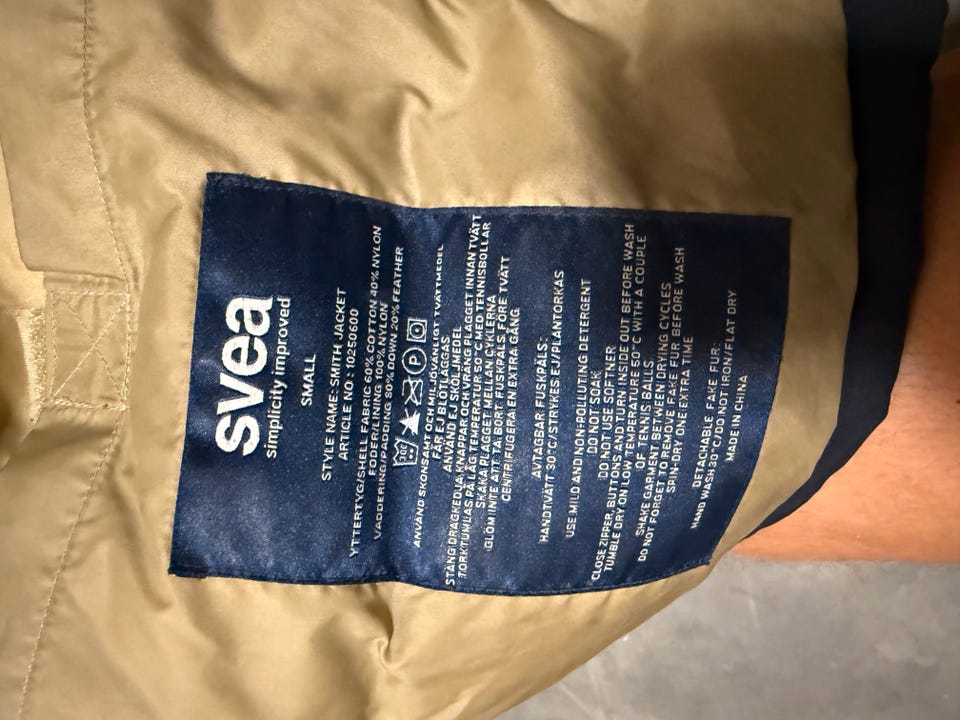 svea
simplicity improved
SMALL
STYLE NAME: SMITH JACKET
ARTICLE NO.: 10250600
YTTERTYG/SHELL FABRIC: 60% COTTON 40% NYLON
FODER/LINING 100% NYLON
VADDERING/PADDING: 80% DOWN 20% FEATHER
30°
P
ANVÄND SKONSAMT OCH MILJÖVÄNLIGT TVÄTTMEDEL
FÅR EJ BLÖTLÄGGAS
ANVÄND EJ SKÖLJMEDEL
STÄNG DRAGKEDJA, KNAPPAR OCH VRÄNG PLAGGET INNAN TVÄTT
TORKTUMLAS PÅ LÅG TEMPERATUR 50° MED TENNISBOLLAR
SKAKA PLAGGET MELLAN CYKLERNA
GLÖM INTE ATT TA BORT FUSKPÄLS FÖRE TVÄTT
CENTRIFUGERA EN EXTRA GÅNG
AVTAGBAR FUSKPÄLS:
HANDTVÄTT 30°C/STRYKES EJ/PLANTORKAS
USE MILD AND NON-POLLUTING DETERGENT
DO NOT SOAK
DO NOT USE SOFTNER
CLOSE ZIPPER, BUTTONS AND TURN INSIDE OUT BEFORE WASH
TUMBLE DRY ON LOW TEMPERATURE 50°C WITH A COUPLE
OF TENNIS BALLS.
SHAKE GARMENT BETWEEN DRYING CYCLES
DO NOT FORGET TO REMOVE FAKE FUR BEFORE WASH
SPIN-DRY ONE EXTRA TIME
DETACHABLE FAKE FUR:
HAND WASH 30°C/DO NOT IRON/FLAT DRY
MADE IN CHINA